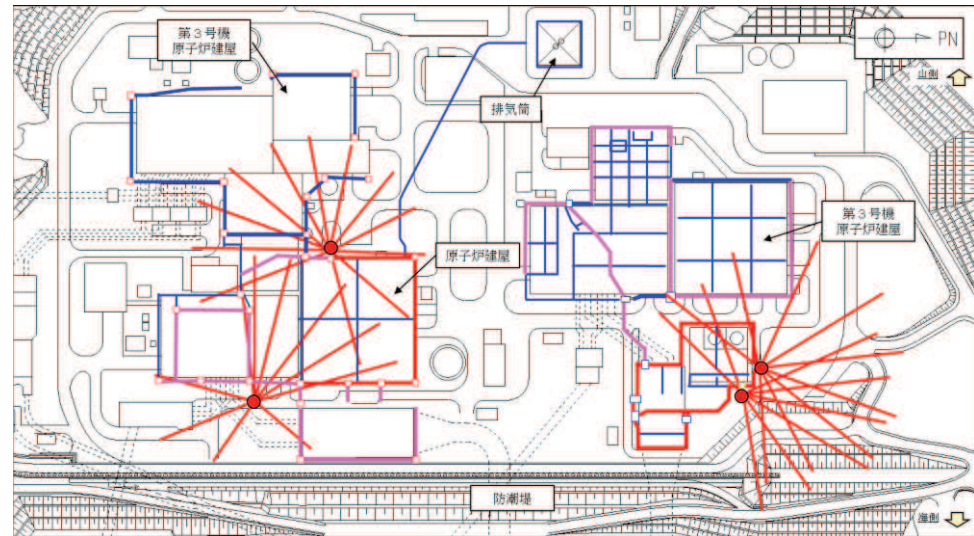 第３号機
原子炉建屋
PN
山側
排気筒
第３号機
原子炉建屋
原子炉建屋
防潮堤
海側